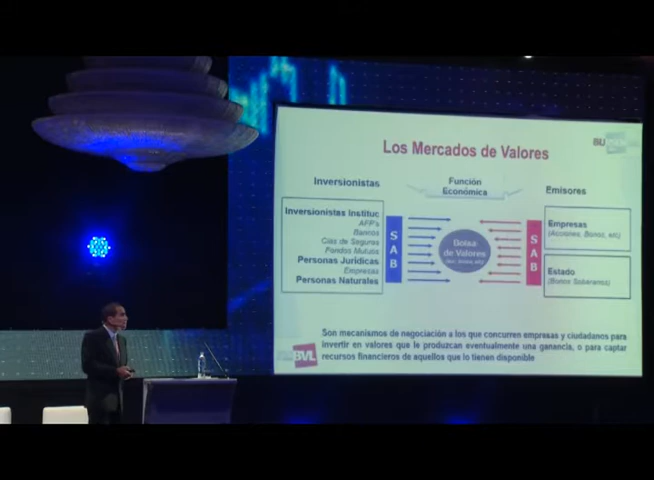 Los Mercados de Valores
Inversionistas
Función
Económica
Emisores
Inversionistas Instituc
AFP's
Bancos
Cías de Seguros
Fondos Mutuos
Personas Jurídicas
Empresas
Personas Naturales
S
A
B
Bolsa
de Valores
S
A
B
Empresas
(Acciones, Bonos, etc)
Estado
(Bonos Soberanos)
Son mecanismos de negociación a los que concurren empresas y ciudadanos para
invertir en valores que le produzcan eventualmente una ganancia, o para captar
recursos financieros de aquellos que lo tienen disponible
BVL